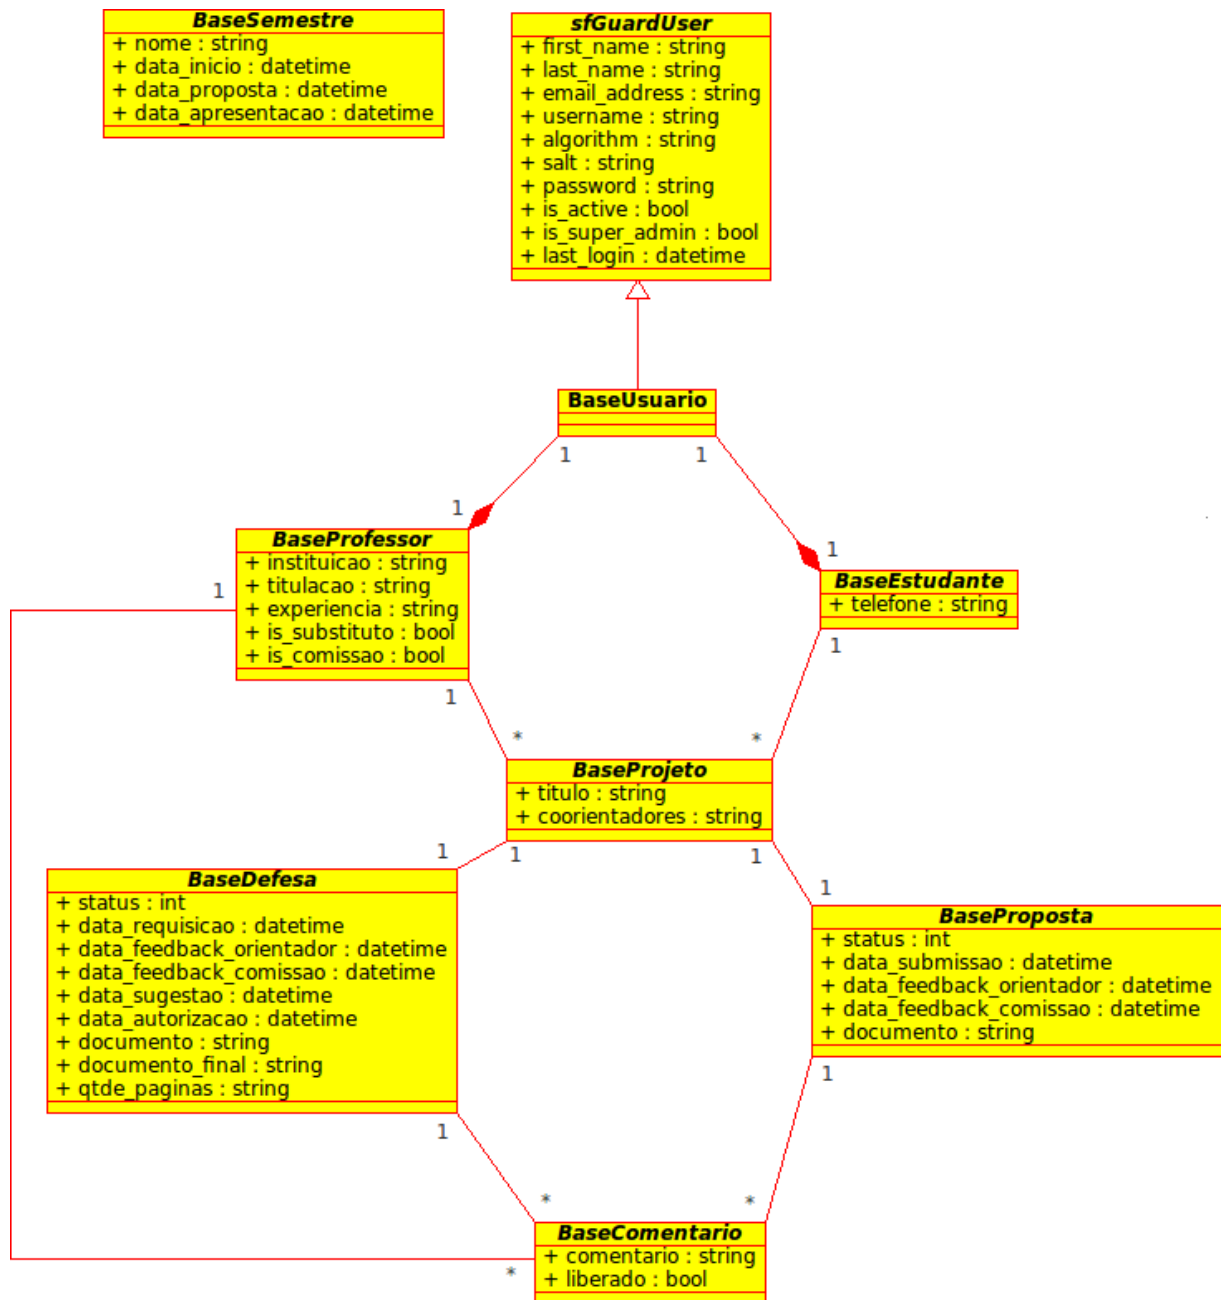 BaseSemestre
+ nome : string
+ data_inicio : datetime
+ data_proposta : datetime
+ data_apresentacao : datetime
sfGuardUser
+ first_name : string
+ last_name : string
+ email_address : string
+ username : string
+ algorithm : string
+ salt : string
+ password : string
+ is_active : bool
+ is_super_admin : bool
+ last_login : datetime
BaseUsuario
1
1
1
1
BaseProfessor
+ instituicao : string
+ titulacao : string
+ experiencia : string
+ is_substituto : bool
+ is_comissao : bool
1
1
BaseEstudante
+ telefone : string
1
*
*
BaseProjeto
+ titulo : string
+ coorientadores : string
1
1
1
1
BaseDefesa
+ status : int
+ data_requisicao : datetime
+ data_feedback_orientador : datetime
+ data_feedback_comissao : datetime
+ data_sugestao : datetime
+ data_autorizacao : datetime
+ documento : string
+ documento_final : string
+ qtde_paginas : string
1
BaseProposta
+ status : int
+ data_submissao : datetime
+ data_feedback_orientador : datetime
+ data_feedback_comissao : datetime
+ documento : string
1
*
*
*
BaseComentario
+ comentario : string
+ liberado : bool